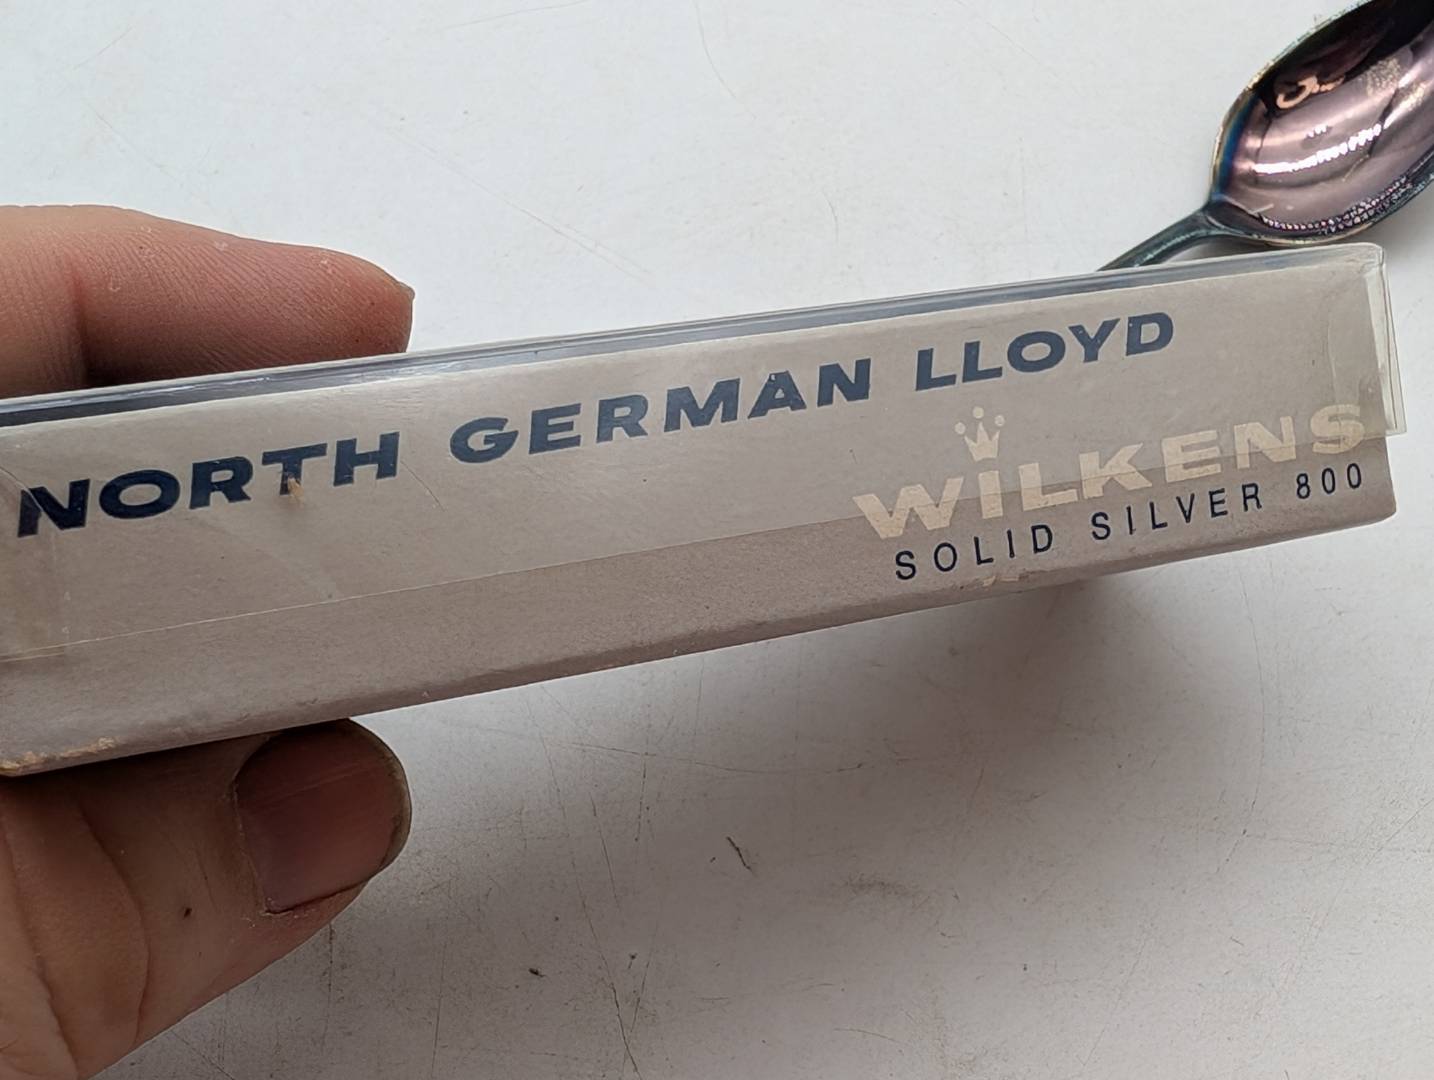 NORTH GERMAN LLOYD
WILKENS
SOLID SILVER 800